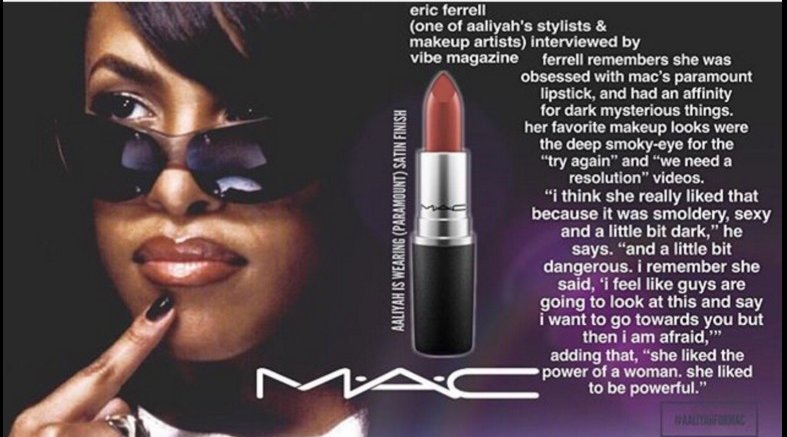 eric ferrell
(one of aaliyah's stylists &
makeup artists) interviewed by
vibe magazine
ferrell remembers she was
obsessed with mac's paramount
lipstick, and had an affinity
for dark mysterious things.
her favorite makeup looks were
the deep smoky-eye for the
"try again" and "we need a
resolution" videos.
"i think she really liked that
because it was smoldery, sexy
and a little bit dark," he
says. "and a little bit
dangerous. i remember she
said, 'i feel like guys are
going to look at this and say
i want to go towards you but
then i am afraid,'"
adding that, "she liked the
power of a woman. she liked
to be powerful."
AALIYAH IS WEARING (PARAMOUNT) SATIN FINISH
MAC
M·A·C
#AALIYAHFORMAC